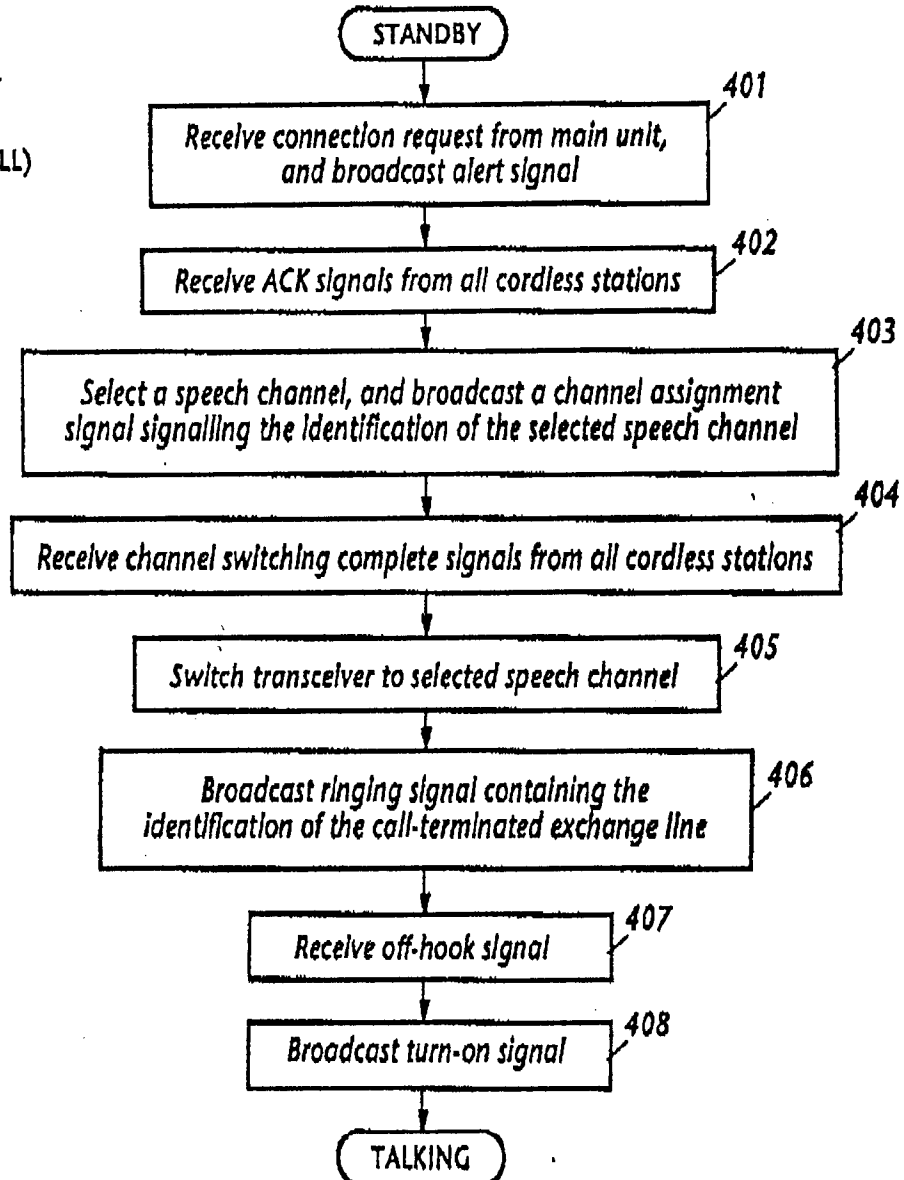 STANDBY
401
LL)
Receive connection request from main unit,
and broadcast alert signal
402
Receive ACK signals from all cordless stations
403
Select a speech channel, and broadcast a channel assignment
signal signalling the identification of the selected speech channel
404
Receive channel switching complete signals from all cordless stations
405
Switch transceiver to selected speech channel
406
Broadcast ringing signal containing the
identification of the call-terminated exchange line
407
Receive off-hook signal
408
Broadcast turn-on signal
TALKING